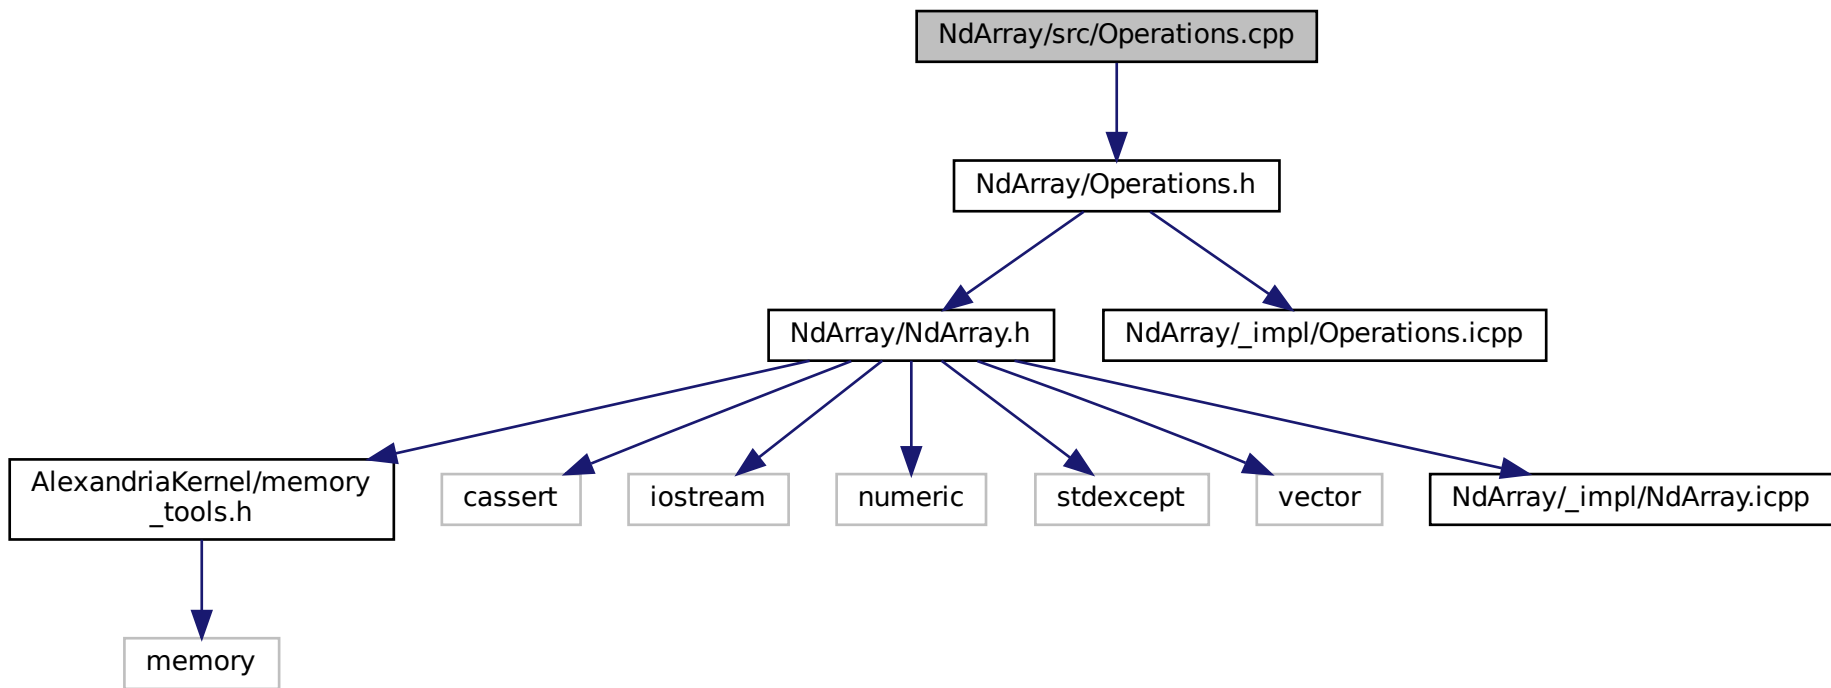 NdArray/src/Operations.cpp
NdArray/Operations.h
NdArray/NdArray.h
NdArray/_impl/Operations.icpp
AlexandriaKernel/memory
_tools.h
cassert
iostream
numeric
stdexcept
vector
NdArray/_impl/NdArray.icpp
memory